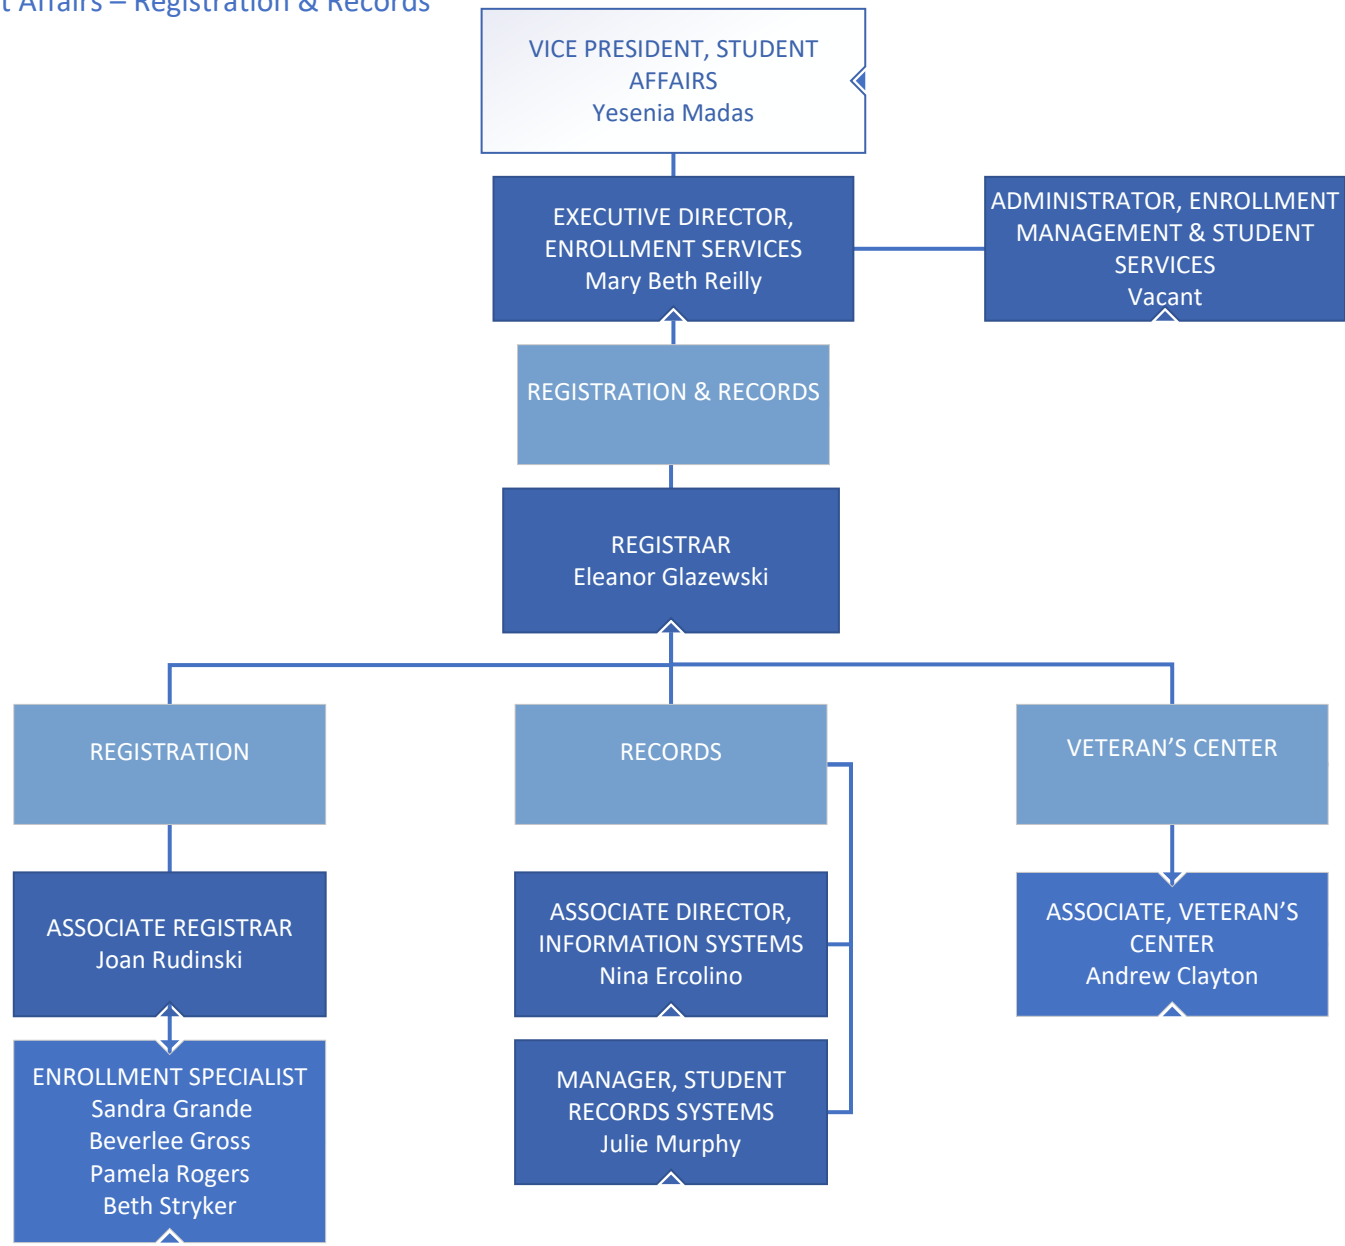 t Affairs – Registration & Records
VICE PRESIDENT, STUDENT
AFFAIRS
Yesenia Madas
EXECUTIVE DIRECTOR,
ENROLLMENT SERVICES
Mary Beth Reilly
ADMINISTRATOR, ENROLLMENT
MANAGEMENT & STUDENT
SERVICES
Vacant
REGISTRATION & RECORDS
REGISTRAR
Eleanor Glazewski
REGISTRATION
RECORDS
VETERAN’S CENTER
ASSOCIATE REGISTRAR
Joan Rudinski
ASSOCIATE DIRECTOR,
INFORMATION SYSTEMS
Nina Ercolino
ASSOCIATE, VETERAN’S
CENTER
Andrew Clayton
ENROLLMENT SPECIALIST
Sandra Grande
Beverlee Gross
Pamela Rogers
Beth Stryker
MANAGER, STUDENT
RECORDS SYSTEMS
Julie Murphy